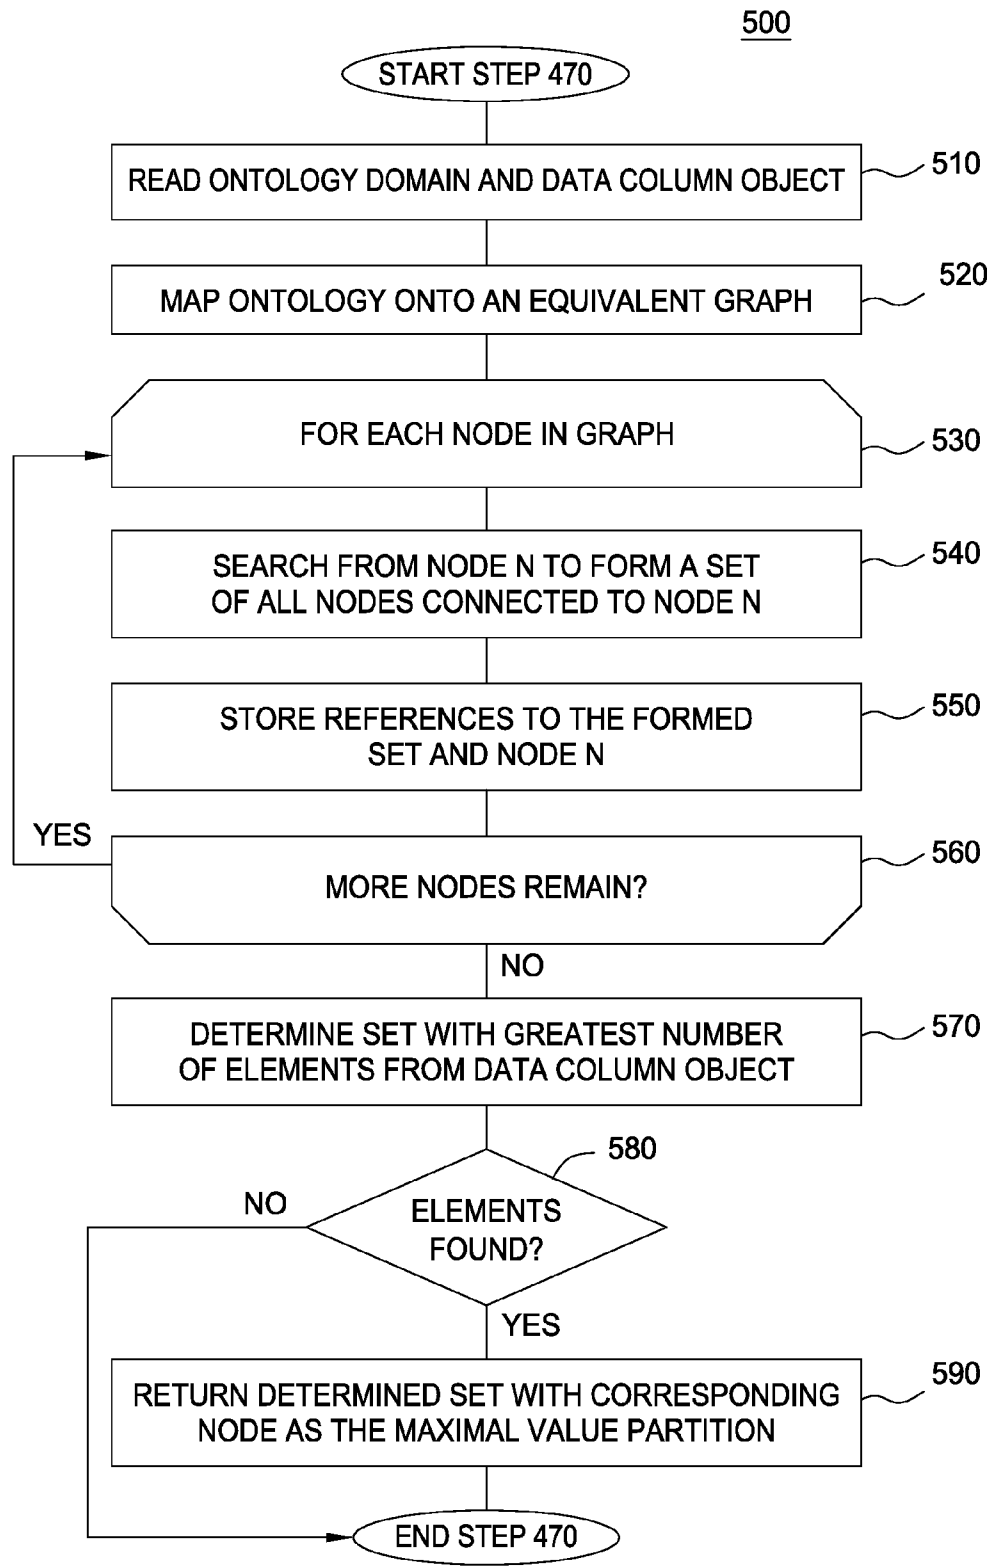 500
START STEP 470
READ ONTOLOGY DOMAIN AND DATA COLUMN OBJECT
510
MAP ONTOLOGY ONTO AN EQUIVALENT GRAPH
520
FOR EACH NODE IN GRAPH
530
SEARCH FROM NODE N TO FORM A SET
OF ALL NODES CONNECTED TO NODE N
540
STORE REFERENCES TO THE FORMED
SET AND NODE N
550
YES
MORE NODES REMAIN?
560
NO
DETERMINE SET WITH GREATEST NUMBER
OF ELEMENTS FROM DATA COLUMN OBJECT
570
580
NO
ELEMENTS
FOUND?
YES
RETURN DETERMINED SET WITH CORRESPONDING
NODE AS THE MAXIMAL VALUE PARTITION
590
END STEP 470